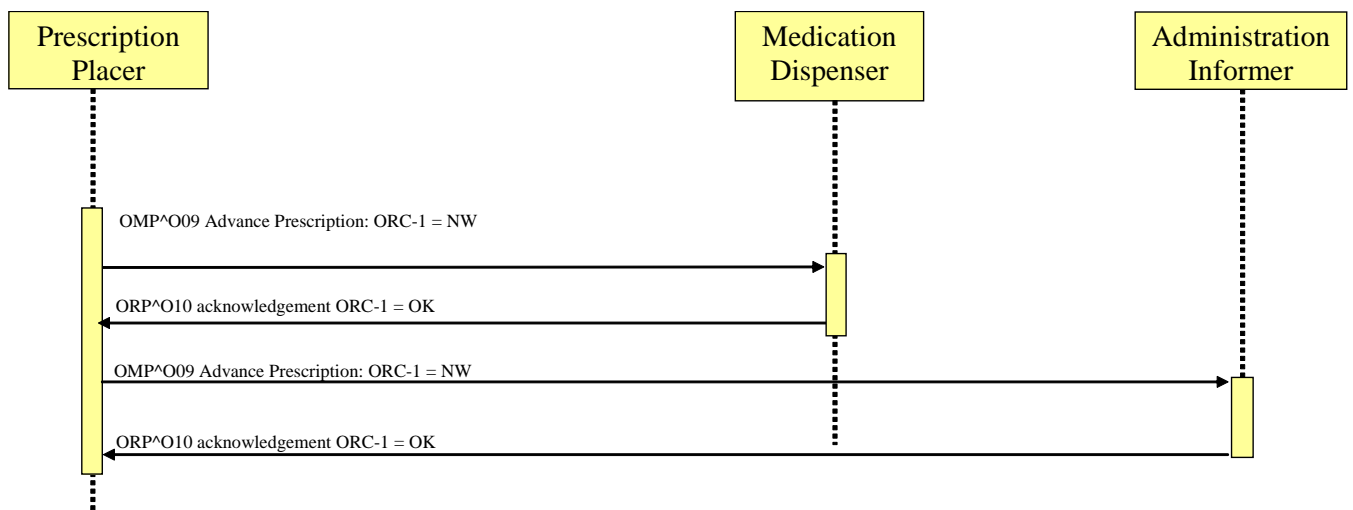 Prescription
Placer
Medication
Dispenser
Administration
Informer
OMP^O09 Advance Prescription: ORC-1 = NW
ORP^O10 acknowledgement ORC-1 = OK
OMP^O09 Advance Prescription: ORC-1 = NW
ORP^O10 acknowledgement ORC-1 = OK